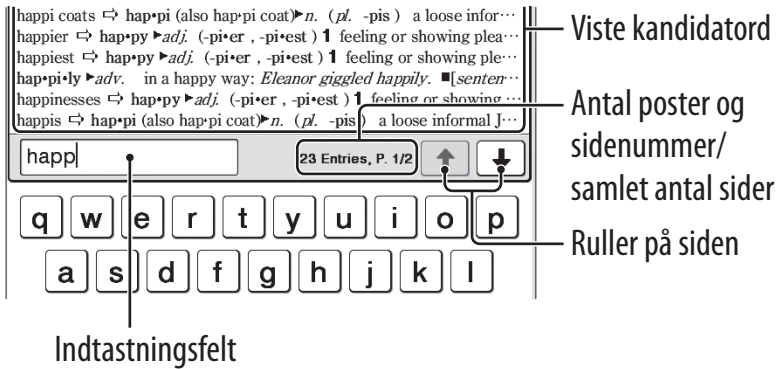 happi coats ⇨ hap•pi (also hap·pi coat)▶n. (pl. -pis ) a loose infor···
happier ⇨ hap•py ▶adj. (-pi•er , -pi•est ) 1 feeling or showing plea···
happiest ⇨ hap•py ▶adj. (-pi•er , -pi•est ) 1 feeling or showing ple···
hap•pi•ly ▶adv. in a happy way: Eleanor giggled happily. ■[senten···
happinesses ⇨ hap•py ▶adj. (-pi•er , -pi•est ) 1 feeling or showing ···
happis ⇨ hap•pi (also hap·pi coat)▶n. (pl. -pis ) a loose informal J···
Viste kandidatord
happ
23 Entries, P. 1/2
Antal poster og
sidenummer/
samlet antal sider
Ruller på siden
q w e r t y u i o p
a s d f g h j k l
Indtastningsfelt